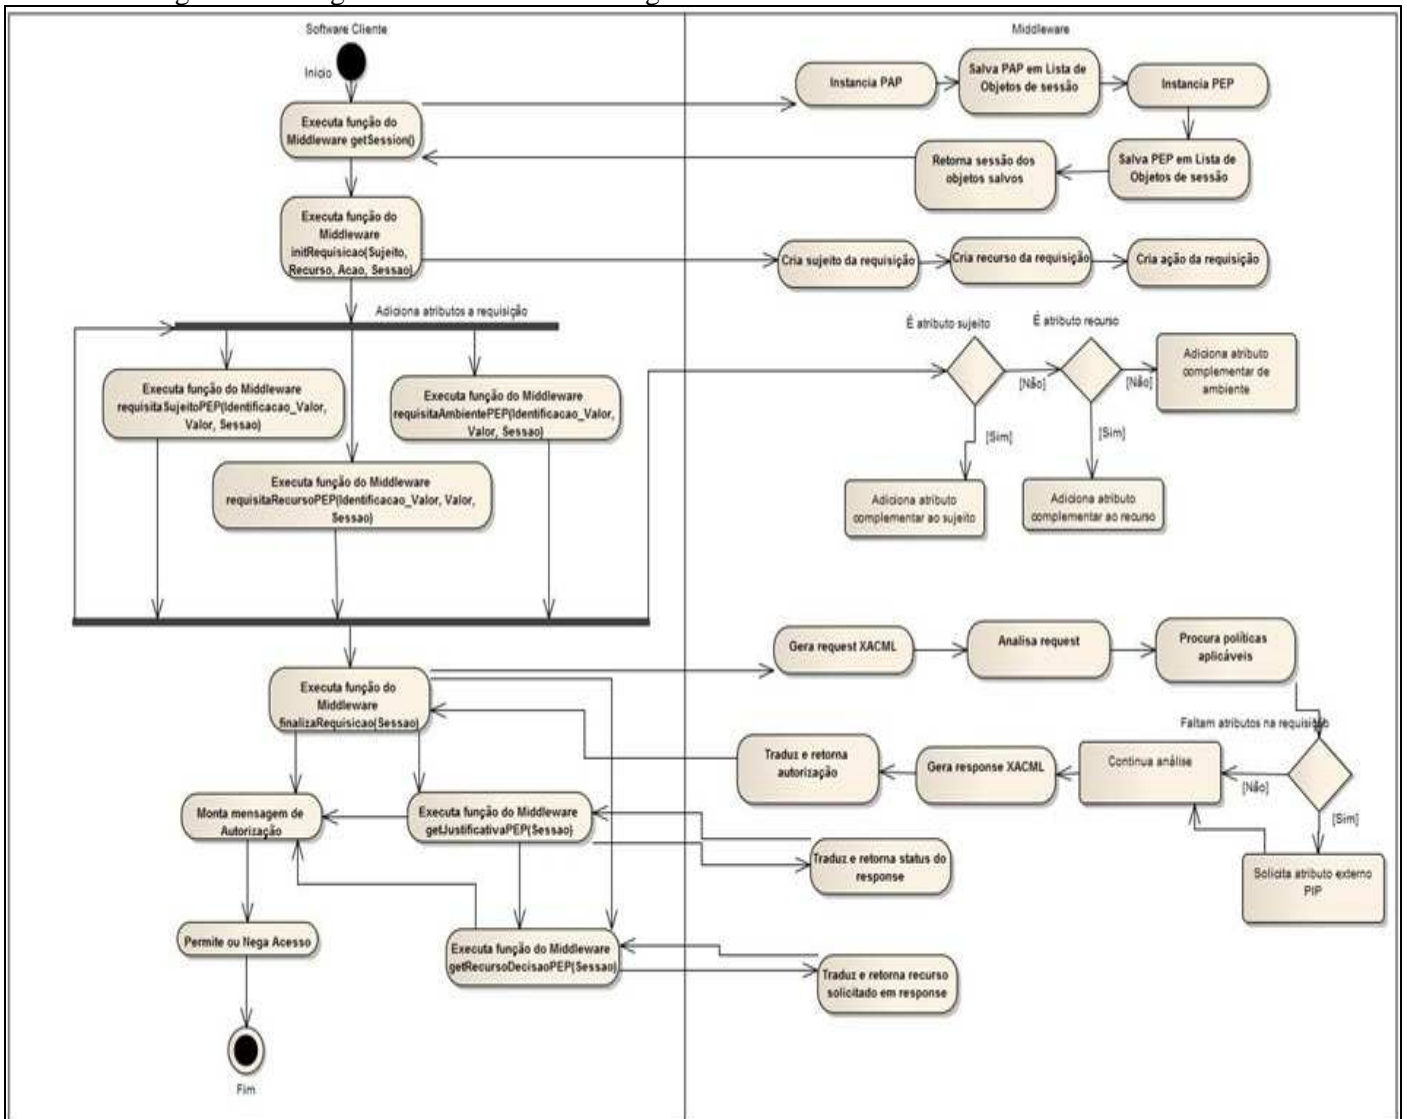 Software Cliente
Início
Executa função do
Middleware getSession()
Executa função do
Middleware
initRequisicao(Sujeito,
Recurso, Acao, Sessao)
Adiciona atributos a requisição
Executa função do Middleware
requisitaSujeitoPEP(Identificacao_Valor,
Valor, Sessao)
Executa função do Middleware
requisitaAmbientePEP(Identificacao_Valor,
Valor, Sessao)
Executa função do Middleware
requisitaRecursoPEP(Identificacao_Valor, Valor,
Sessao)
Executa função do
Middleware
finalizaRequisicao(Sessao)
Monta mensagem de
Autorização
Executa função do Middleware
getJustificativaPEP(Sessao)
Permite ou Nega Acesso
Executa função do Middleware
getRecursoDecisaoPEP(Sessao)
Fim
Middleware
Instancia PAP
Salva PAP em Lista de
Objetos de sessão
Instancia PEP
Retorna sessão dos
objetos salvos
Salva PEP em Lista de
Objetos de sessão
Cria sujeito da requisição
Cria recurso da requisição
Cria ação da requisição
É atributo sujeito
É atributo recurso
Adiciona atributo
complementar de
ambiente
[Não]
[Não]
[Sim]
[Sim]
Adiciona atributo
complementar ao sujeito
Adiciona atributo
complementar ao recurso
Gera request XACML
Analisa request
Procura políticas
aplicáveis
Faltam atributos na requisição
Traduz e retorna
autorização
Gera response XACML
Continua análise
[Não]
[Sim]
Traduz e retorna status do
response
Solicita atributo externo
PIP
Traduz e retorna recurso
solicitado em response